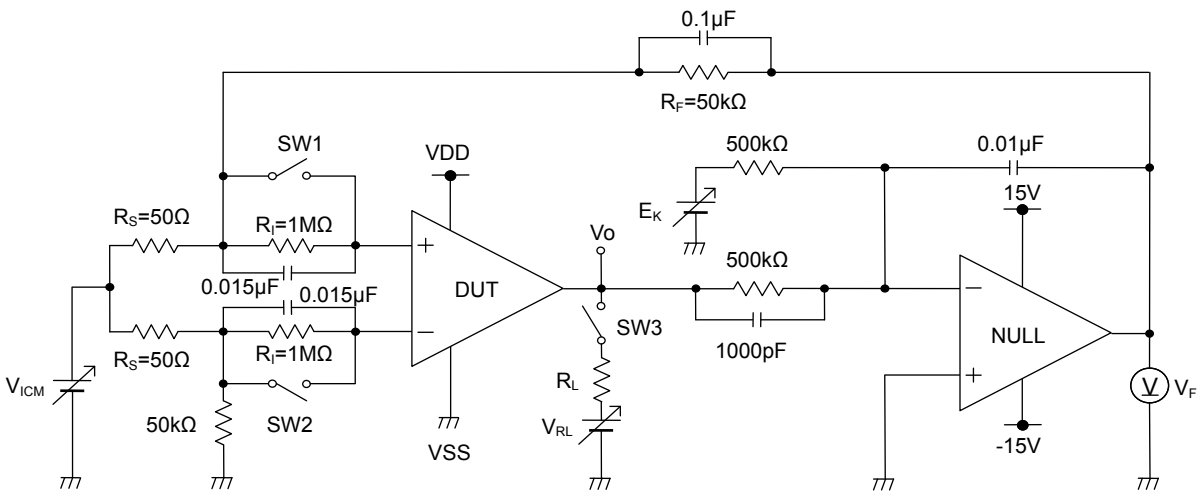 0.1µF
RF=50kΩ
SW1
VDD
500kΩ
0.01µF
15V
RS=50Ω
RI=1MΩ
EK
Vo
+
500kΩ
0.015µF
0.015µF
DUT
−
−
SW3
NULL
RS=50Ω
RI=1MΩ
1000pF
+
VICM
RL
V
VF
50kΩ
SW2
VSS
VRL
-15V